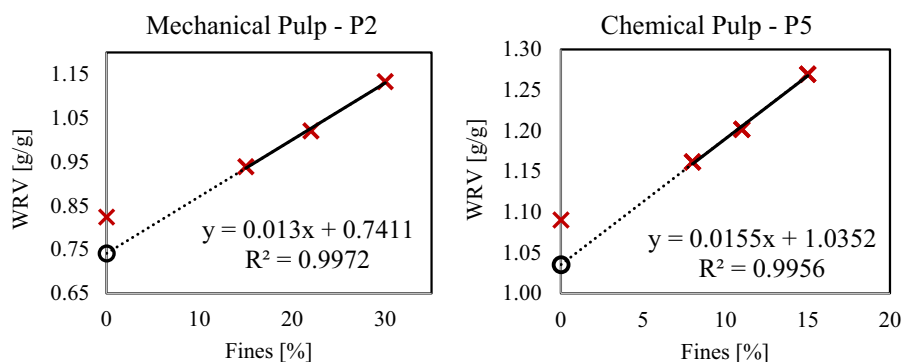 Mechanical Pulp - P2
WRV [g/g]
1.15
1.05
0.95
0.85
0.75
0.65
y = 0.013x + 0.7411
R² = 0.9972
0 10 20 30
Fines [%]
Chemical Pulp - P5
WRV [g/g]
1.30
1.25
1.20
1.15
1.10
1.05
1.00
y = 0.0155x + 1.0352
R² = 0.9956
0 5 10 15 20
Fines [%]